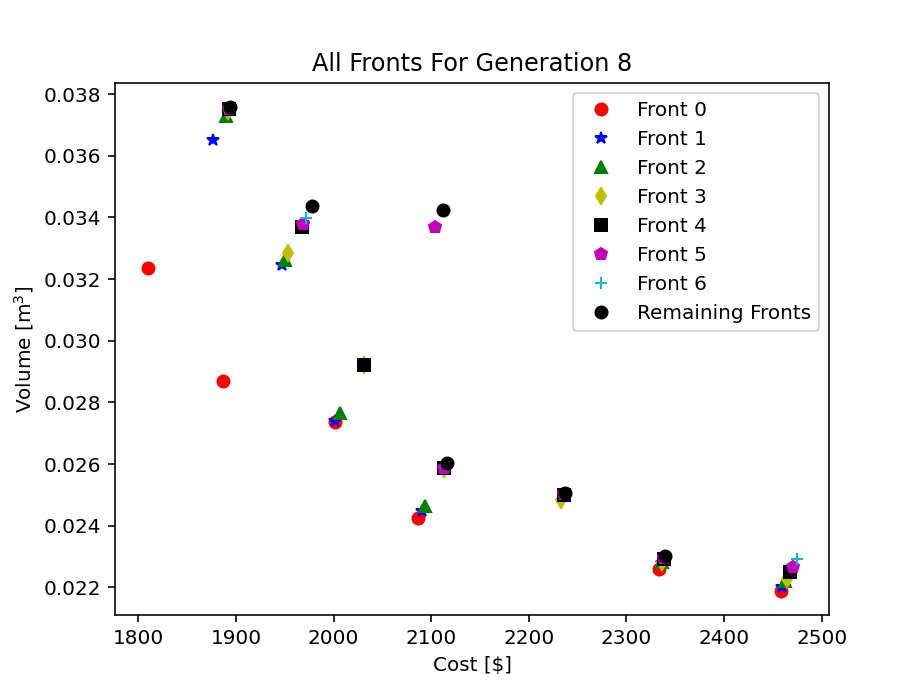 All Fronts For Generation 8
0.038
0.036
0.034
0.032
0.030
0.028
0.026
0.024
0.022
Volume [m³]
Front 0
Front 1
Front 2
Front 3
Front 4
Front 5
Front 6
Remaining Fronts
1800 1900 2000 2100 2200 2300 2400 2500
Cost [$]